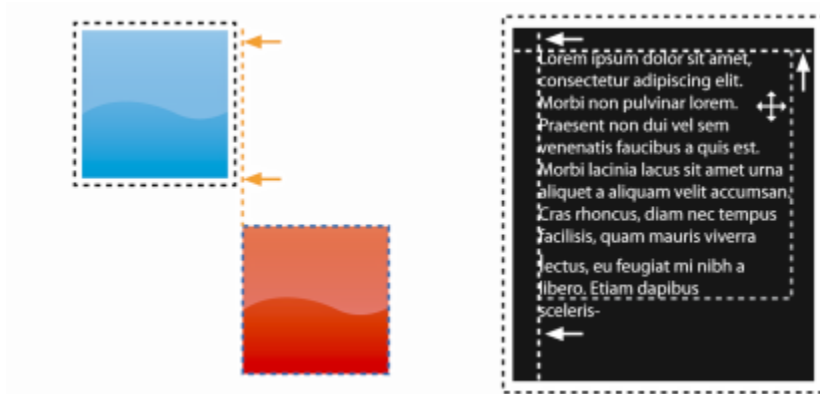 Lorem ipsum dolor sit amet,
consectetur adipiscing elit.
Morbi non pulvinar lorem.
Praesent non dui vel sem
venenatis faucibus a quis est.
Morbi lacinia lacus sit amet urna
aliquet a aliquam velit accumsan.
Cras rhoncus, diam nec tempus
facilisis, quam mauris viverra
lectus, eu feugiat mi nibh a
libero. Etiam dapibus
sceleris-